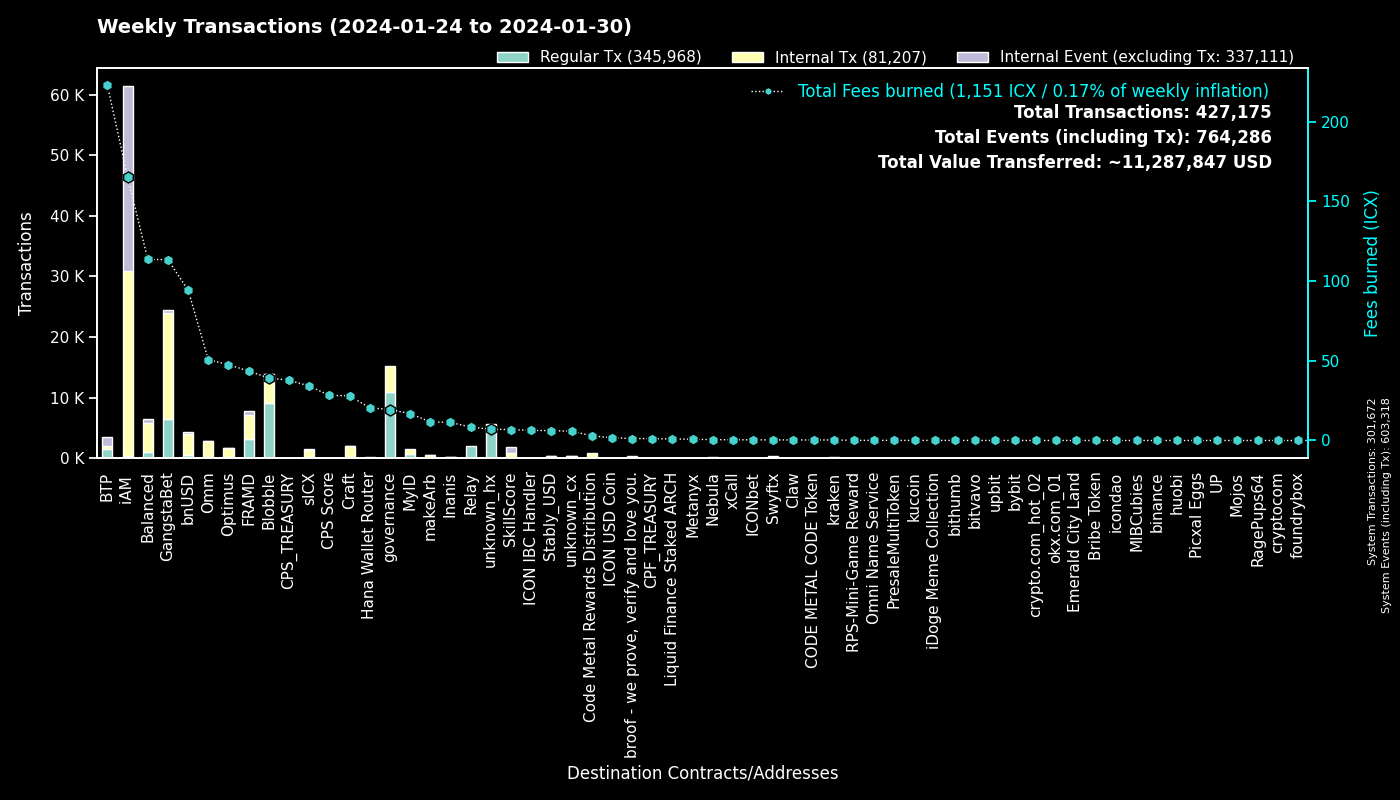 Weekly Transactions (2024-01-24 to 2024-01-30)
Regular Tx (345,968)
Internal Tx (81,207)
Internal Event (excluding Tx: 337,111)
Total Fees burned (1,151 ICX / 0.17% of weekly inflation)
Total Transactions: 427,175
Total Events (including Tx): 764,286
Total Value Transferred: ~11,287,847 USD
Transactions
60 K
50 K
40 K
30 K
20 K
10 K
0 K
200
150
100
50
0
Fees burned (ICX)
System Transactions: 301,672
System Events (including Tx): 603,318
BTP
iAM
Balanced
GangstaBet
bnUSD
Omm
Optimus
FRAMD
Blobble
CPS_TREASURY
sICX
CPS Score
Craft
Hana Wallet Router
governance
MyID
makeArb
Inanis
Relay
unknown_hx
SkillScore
ICON IBC Handler
Stably_USD
unknown_cx
Code Metal Rewards Distribution
ICON USD Coin
broof - we prove, verify and love you.
CPF_TREASURY
Liquid Finance Staked ARCH
Metanyx
Nebula
xCall
ICONbet
Swyftx
Claw
CODE METAL CODE Token
kraken
RPS-Mini-Game Reward
Omni Name Service
PresaleMultiToken
kucoin
iDoge Meme Collection
bithumb
bitvavo
upbit
bybit
crypto.com_hot_02
okx.com_01
Emerald City Land
Bribe Token
icondao
MIBCubies
binance
huobi
Picxal Eggs
UP
Mojos
RagePups64
cryptocom
foundrybox
Destination Contracts/Addresses